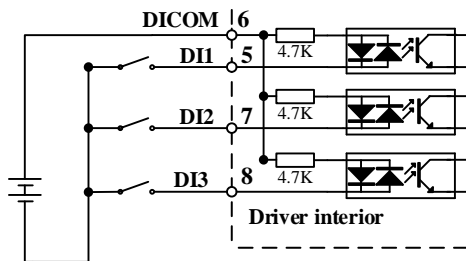 DICOM 6
4.7K
DI1 5
DI2 7
4.7K
DI3 8
4.7K
Driver interior